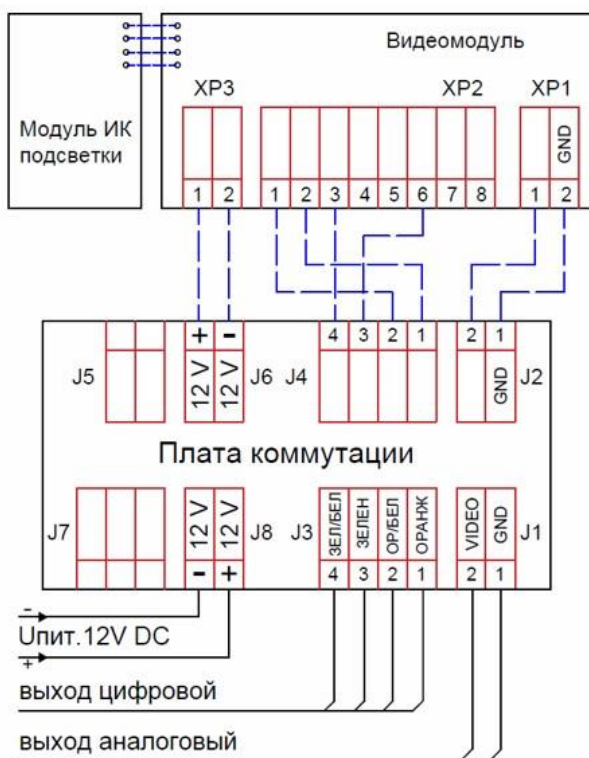 Видеомодуль
Модуль ИК
подсветки
XP3
XP2
XP1
GND
1 2
1 2 3 4 5 6 7 8
1 2
+ -
4 3 2 1
2 1
J5
12 V
12 V
J6
J4
GND
J2
Плата коммутации
J7
12 V
12 V
J8
J3
ЗЕЛ/БЕЛ
ЗЕЛЕН
ОР/БЕЛ
ОРАНЖ
VIDEO
GND
J1
- +
4 3 2 1
2 1
-
Uпит.12V DC
+
выход цифровой
выход аналоговый